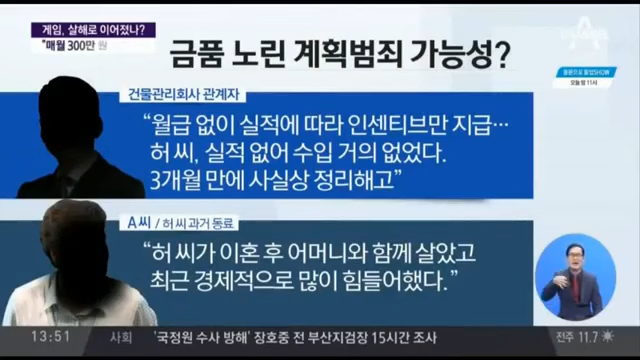 게임, 살해로 이어졌나?
"매월 300만 원
금품 노린 계획범죄 가능성?
오늘 밤 11시
건물관리회사 관계자
“월급 없이 실적에 따라 인센티브만 지급…
허 씨, 실적 없어 수입 거의 없었다.
3개월 만에 사실상 정리해고”
A 씨 / 허 씨 과거 동료
“허 씨가 이혼 후 어머니와 함께 살았고
최근 경제적으로 많이 힘들어했다.”
13:51 사회 '국정원 수사 방해' 장호중 전 부산지검장 15시간 조사 전주 11.7